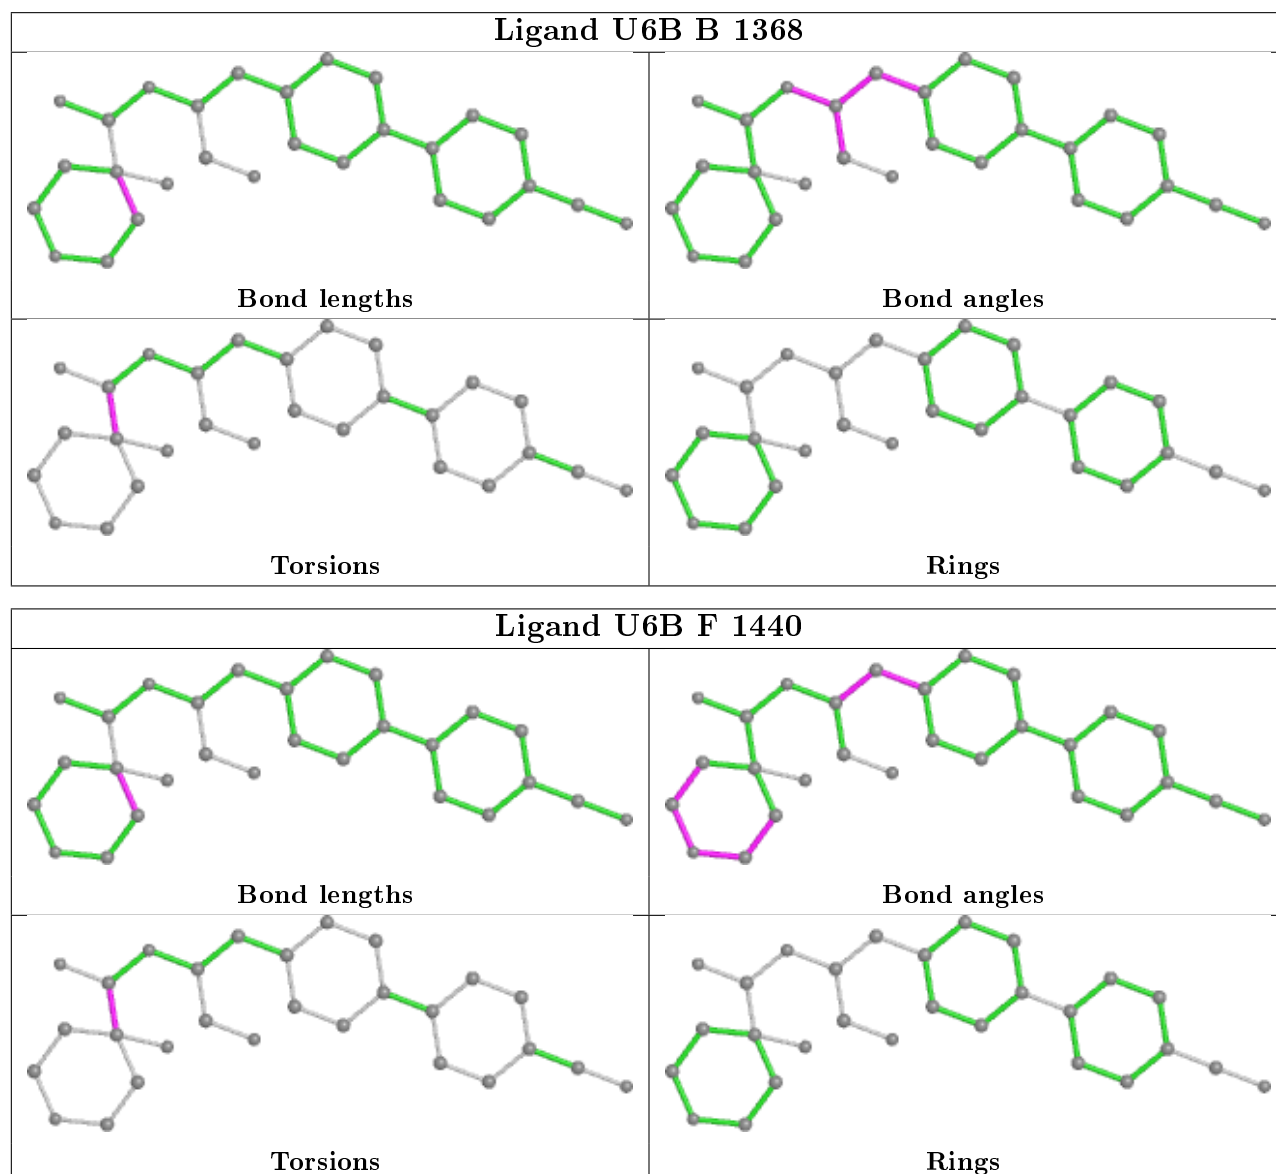 Ligand U6B B 1368
Bond lengths
Bond angles
Torsions
Rings
Ligand U6B F 1440
Bond lengths
Bond angles
Torsions
Rings